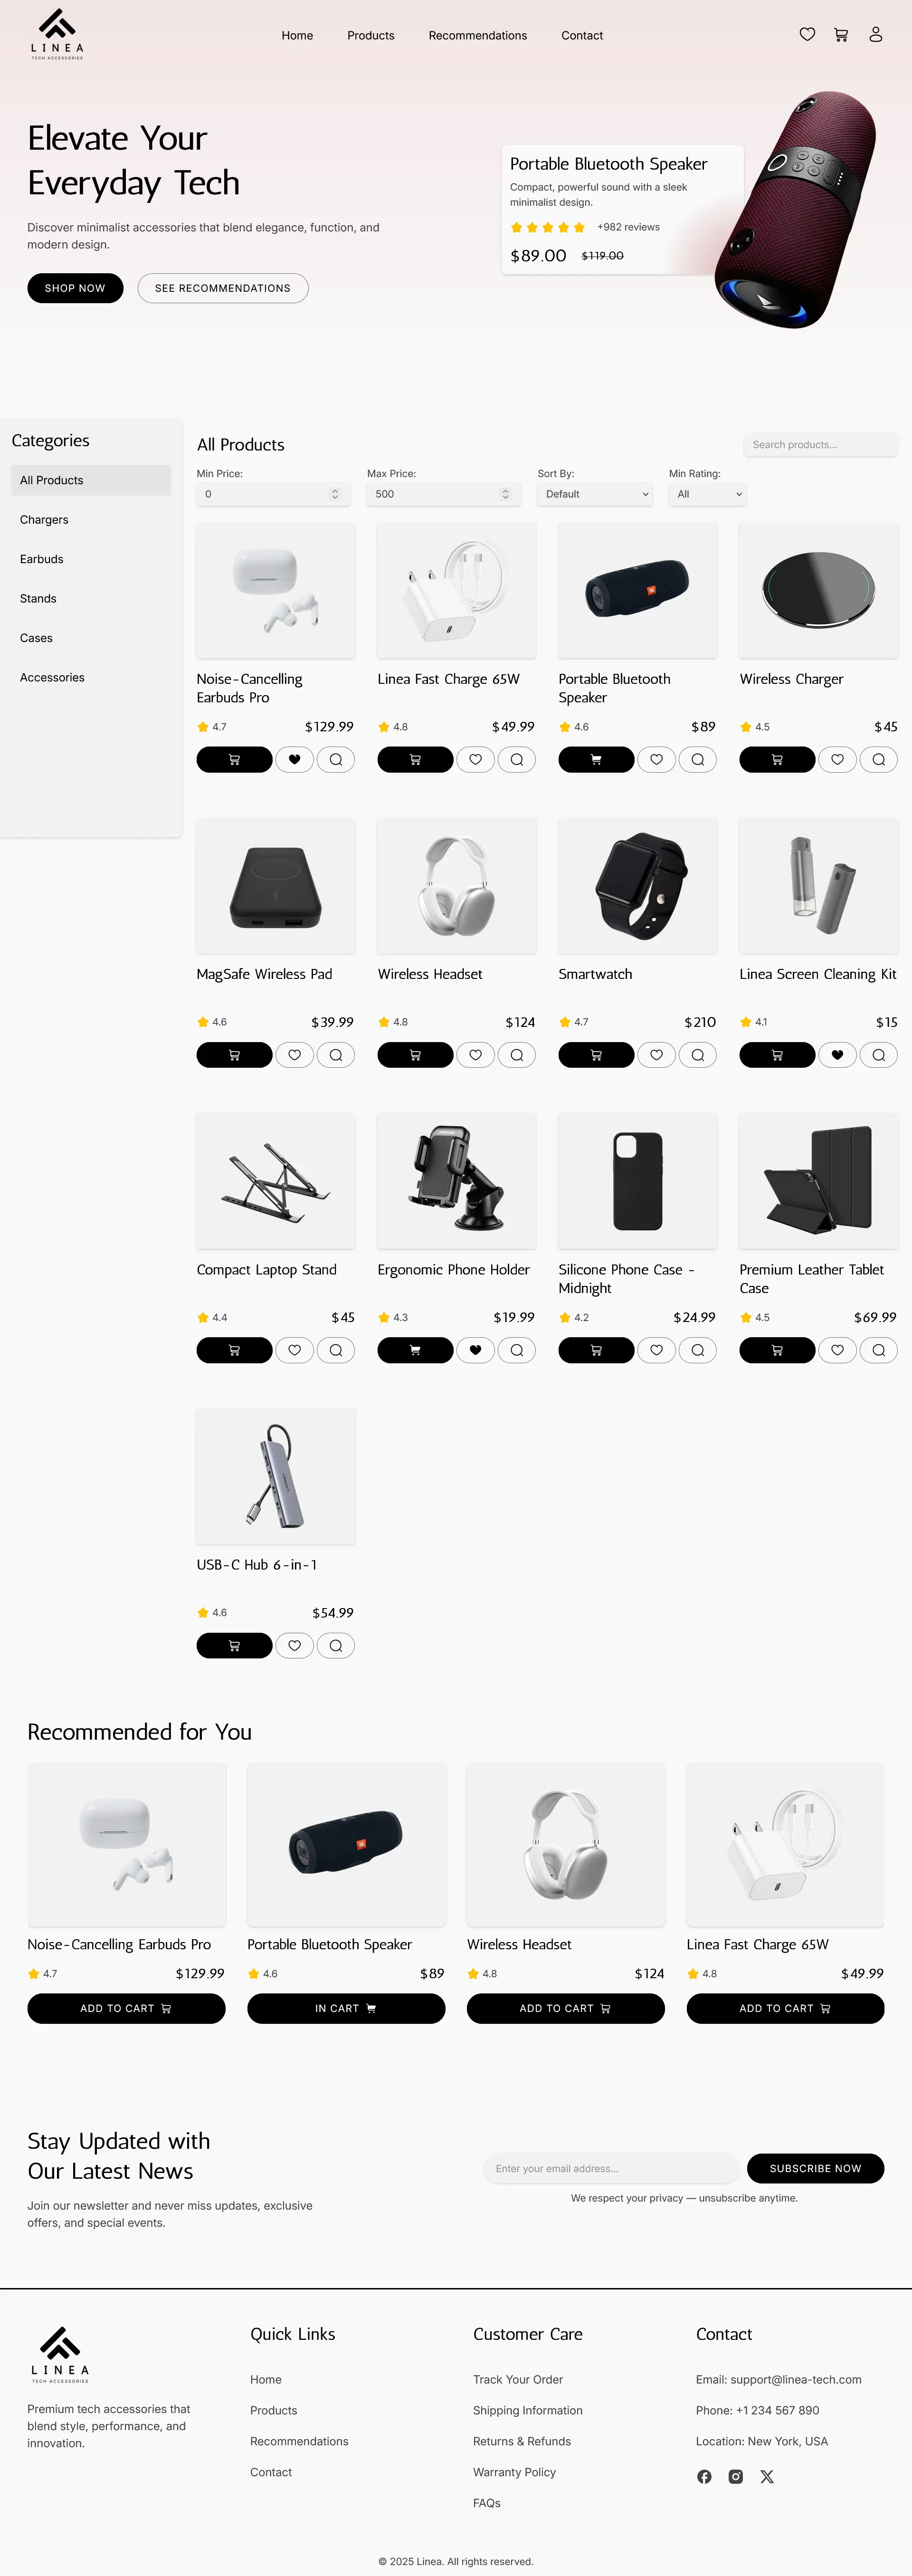 LINEA
TECH ACCESSORIES
Home
Products
Recommendations
Contact
Elevate Your
Everyday Tech
Discover minimalist accessories that blend elegance, function, and
modern design.
SHOP NOW
SEE RECOMMENDATIONS
Portable Bluetooth Speaker
Compact, powerful sound with a sleek
minimalist design.
+982 reviews
$89.00 $119.00
Categories
All Products
Chargers
Earbuds
Stands
Cases
Accessories
All Products
Search products...
Min Price:
0
Max Price:
500
Sort By:
Default
Min Rating:
All
Noise-Cancelling
Earbuds Pro
4.7 $129.99
Linea Fast Charge 65W
4.8 $49.99
Portable Bluetooth
Speaker
4.6 $89
Wireless Charger
4.5 $45
MagSafe Wireless Pad
4.6 $39.99
Wireless Headset
4.8 $124
Smartwatch
4.7 $210
Linea Screen Cleaning Kit
4.1 $15
Compact Laptop Stand
4.4 $45
Ergonomic Phone Holder
4.3 $19.99
Silicone Phone Case -
Midnight
4.2 $24.99
Premium Leather Tablet
Case
4.5 $69.99
USB-C Hub 6-in-1
4.6 $54.99
Recommended for You
Noise-Cancelling Earbuds Pro
4.7 $129.99
ADD TO CART
Portable Bluetooth Speaker
4.6 $89
IN CART
Wireless Headset
4.8 $124
ADD TO CART
Linea Fast Charge 65W
4.8 $49.99
ADD TO CART
Stay Updated with
Our Latest News
Join our newsletter and never miss updates, exclusive
offers, and special events.
Enter your email address...
SUBSCRIBE NOW
We respect your privacy — unsubscribe anytime.
LINEA
TECH ACCESSORIES
Premium tech accessories that
blend style, performance, and
innovation.
Quick Links
Home
Products
Recommendations
Contact
Customer Care
Track Your Order
Shipping Information
Returns & Refunds
Warranty Policy
FAQs
Contact
Email: support@linea-tech.com
Phone: +1 234 567 890
Location: New York, USA
© 2025 Linea. All rights reserved.